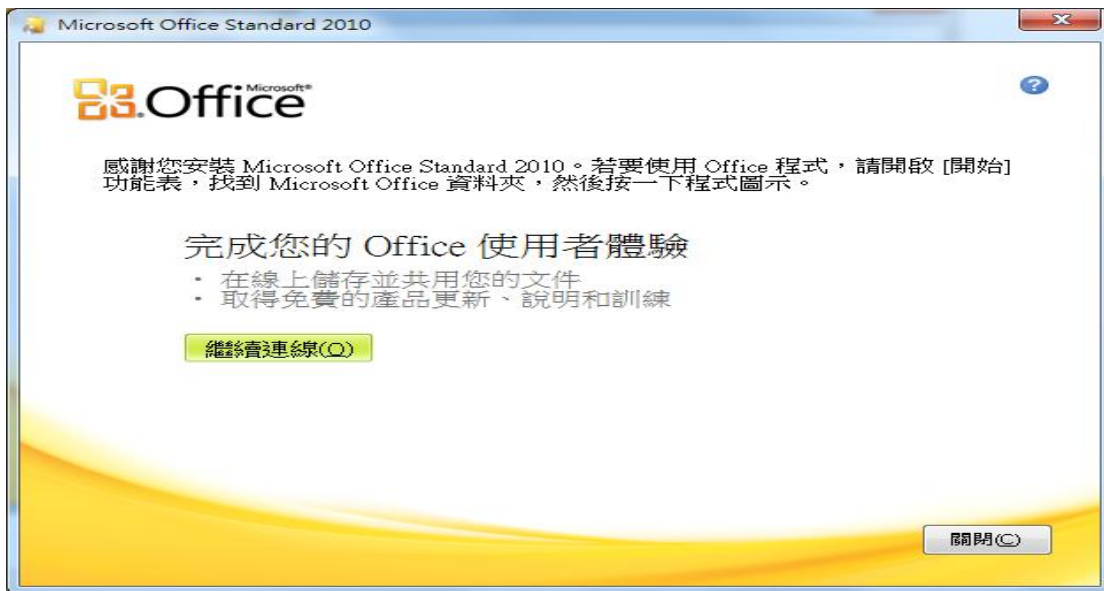 Microsoft Office Standard 2010
Microsoft®
Office
感謝您安裝 Microsoft Office Standard 2010。若要使用 Office 程式，請開啟 [開始]
功能表，找到 Microsoft Office 資料夾，然後按一下程式圖示。
完成您的 Office 使用者體驗
・ 在線上儲存並共用您的文件
・ 取得免費的產品更新、說明和訓練
繼續連線(O)
關閉(C)